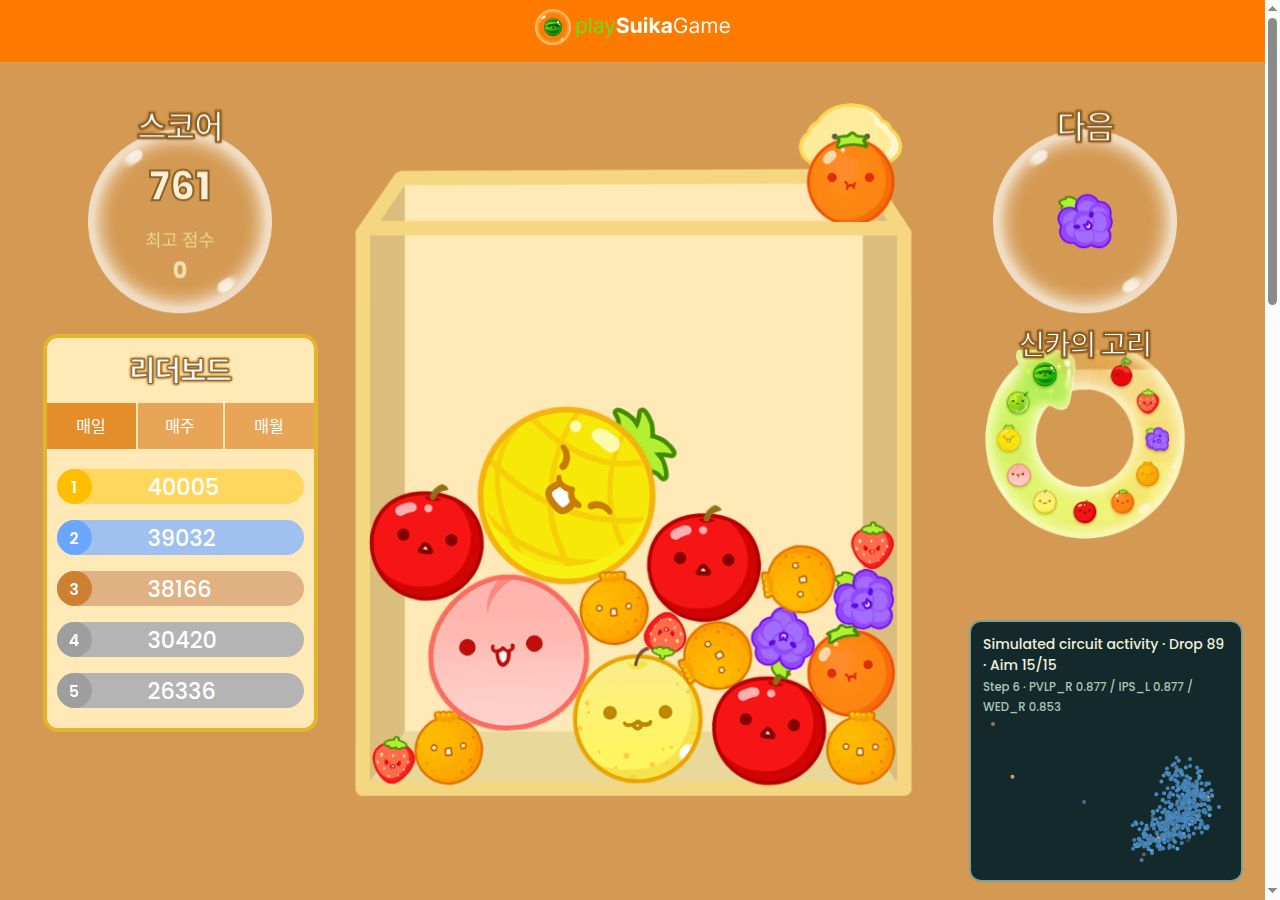 playSuikaGame
스코어
761
최고 점수
0
다음
신카의 고리
리더보드
매일 매주 매월
1 40005
2 39032
3 38166
4 30420
5 26336
Simulated circuit activity · Drop 89
· Aim 15/15
Step 6 · PVLP_R 0.877 / IPS_L 0.877 /
WED_R 0.853